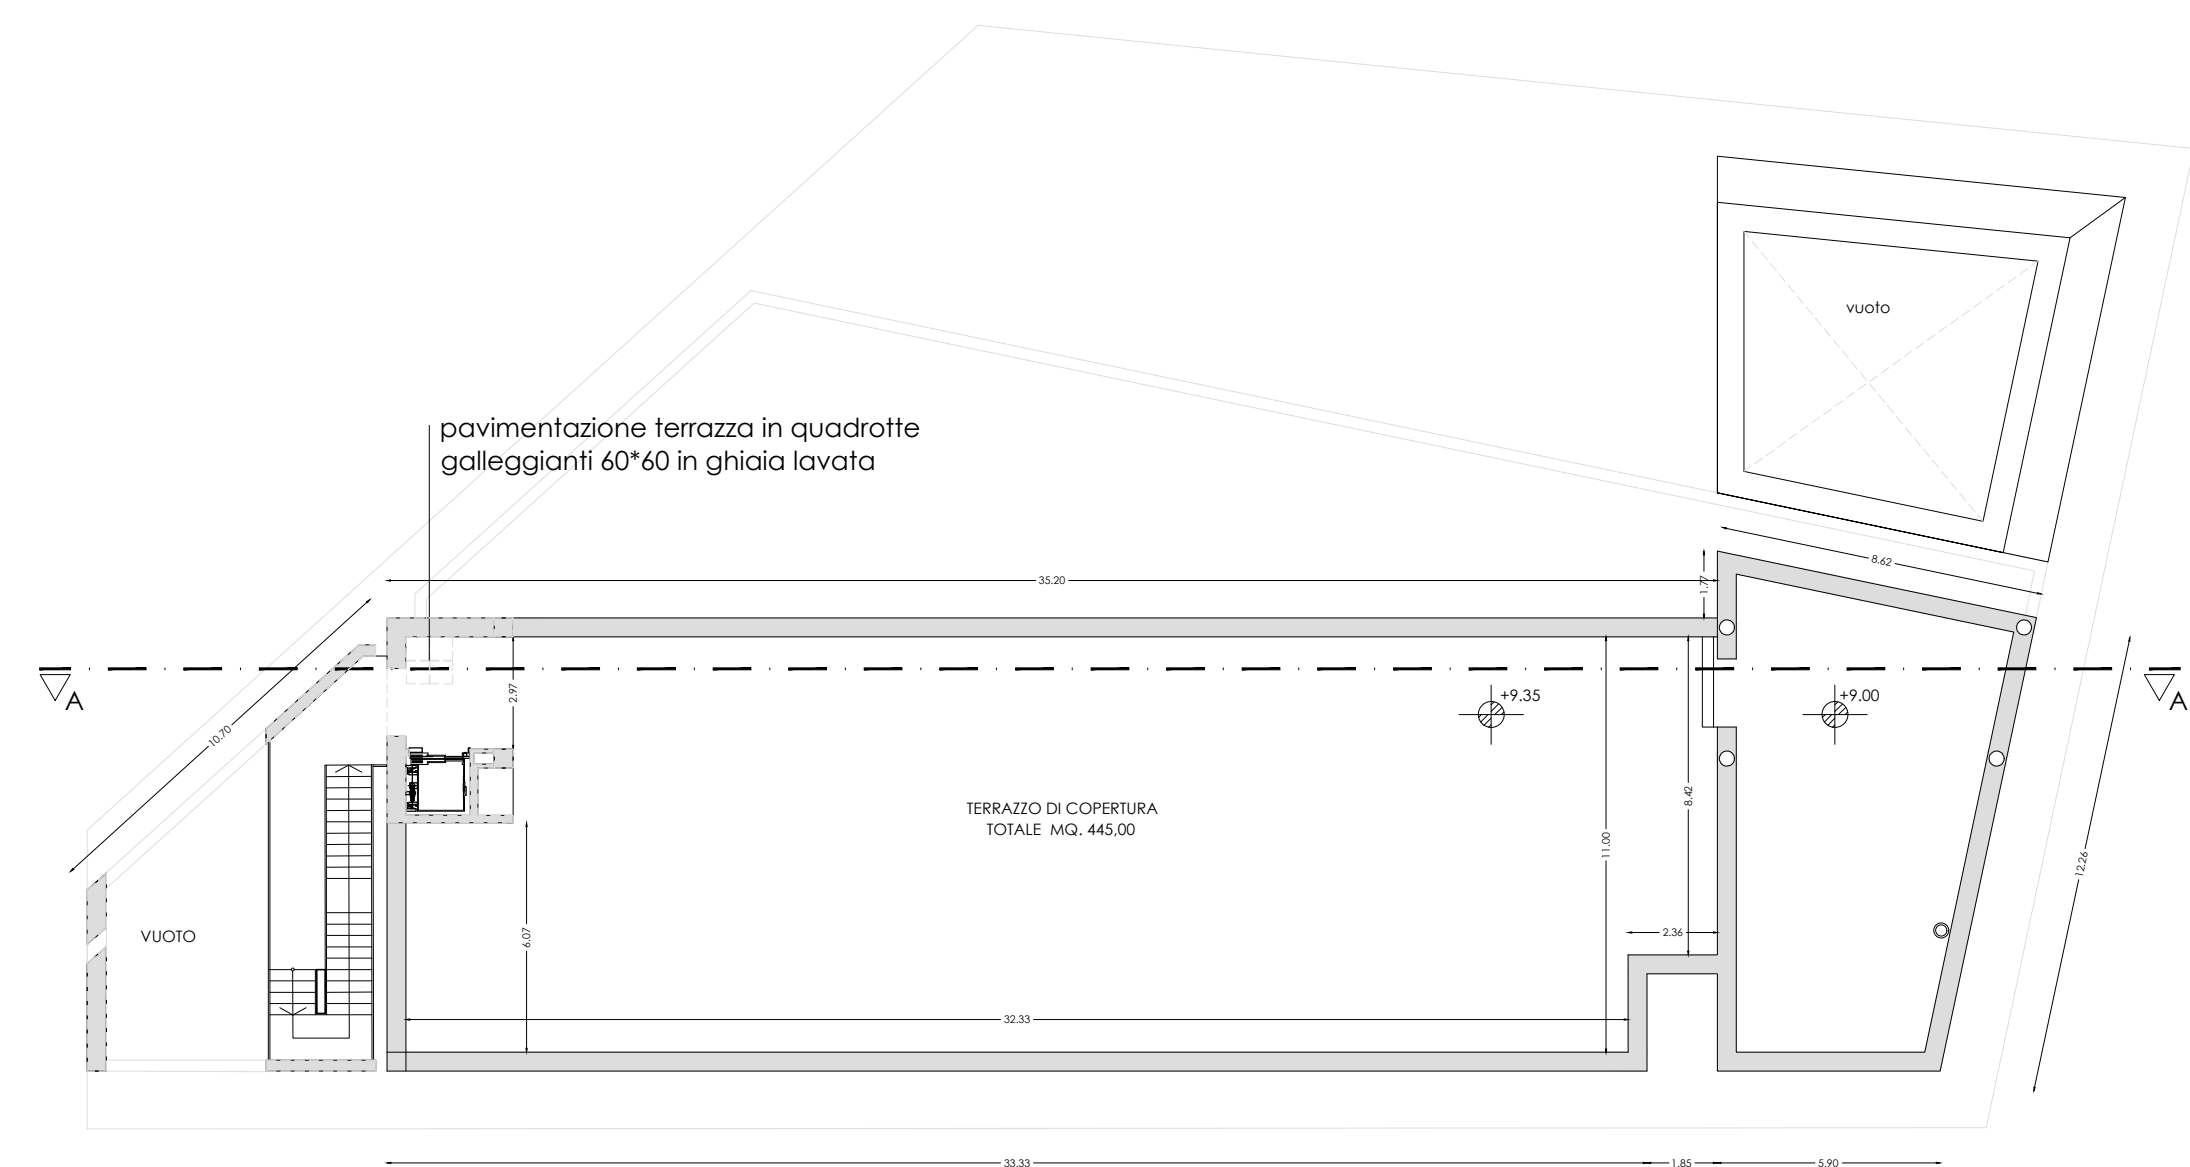 vuoto
pavimentazione terrazza in quadrotte
galleggianti 60*60 in ghiaia lavata
8.62
35.20
1.77
A
A
2.97
+9.35
+9.00
10.70
8.42
TERRAZZO DI COPERTURA
TOTALE MQ. 445,00
11.00
12.26
VUOTO
6.07
2.36
32.33
33.33
1.85
5.90